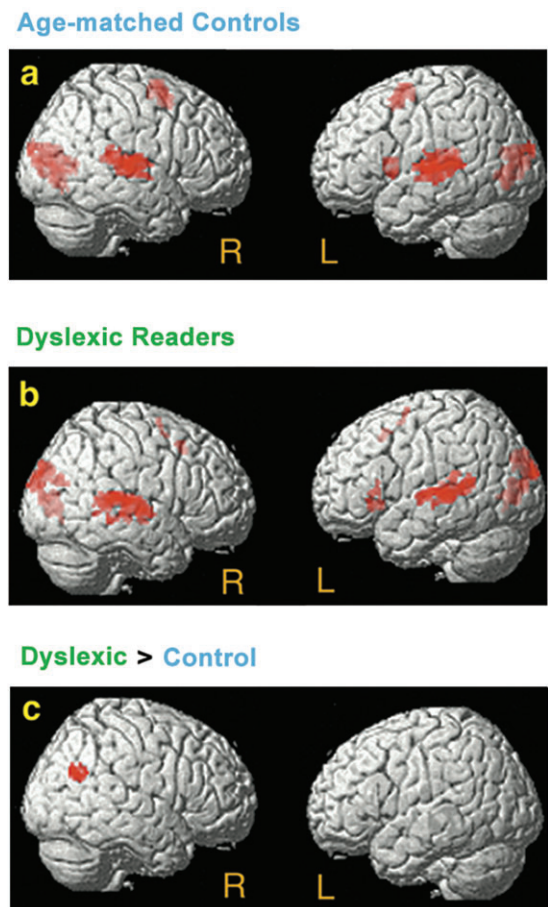 Age-matched Controls
a
R L
Dyslexic Readers
b
R L
Dyslexic > Control
c
R L